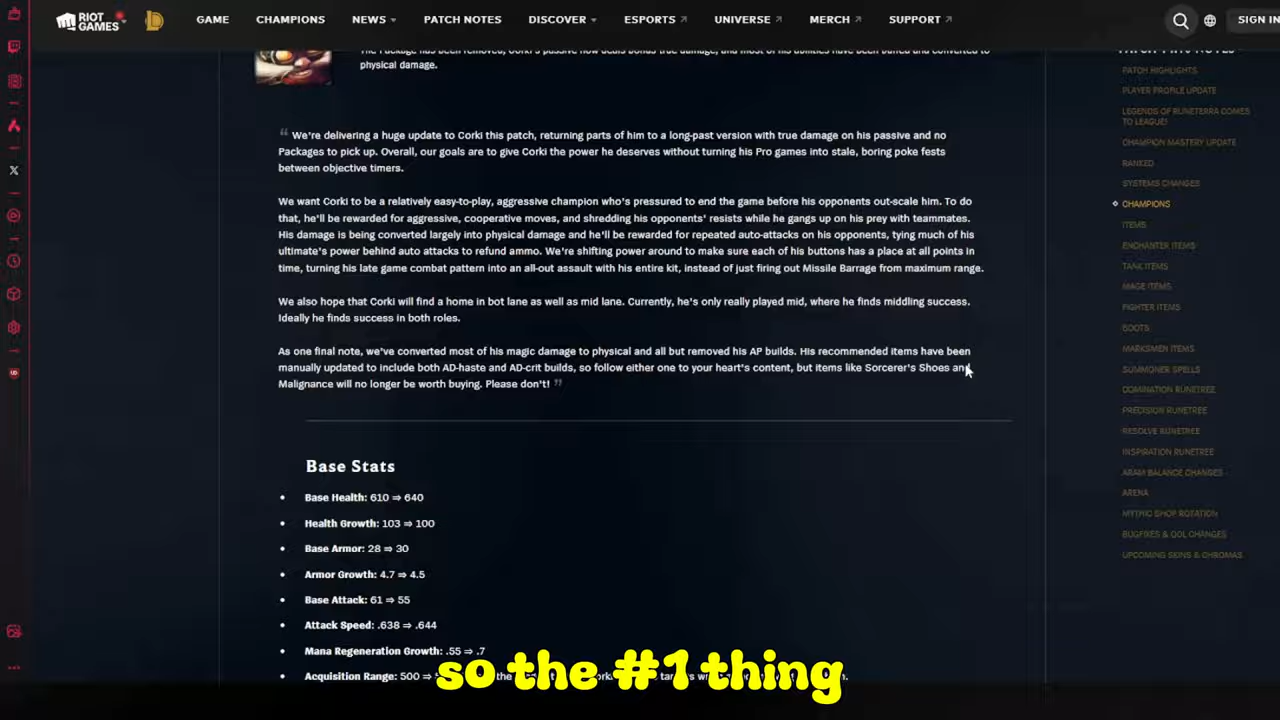 RIOT GAMES
GAME
CHAMPIONS
NEWS
PATCH NOTES
DISCOVER
ESPORTS
UNIVERSE
MERCH
SUPPORT
SIGN IN
The Package has been removed, Corki's passive now deals bonus true damage, and most of his abilities have been buffed and converted to
physical damage.
“ We're delivering a huge update to Corki this patch, returning parts of him to a long-past version with true damage on his passive and no
Packages to pick up. Overall, our goals are to give Corki the power he deserves without turning his Pro games into stale, boring poke fests
between objective timers.
We want Corki to be a relatively easy-to-play, aggressive champion who's pressured to end the game before his opponents out-scale him. To do
that, he'll be rewarded for aggressive, cooperative moves, and shredding his opponents' resists while he gangs up on his prey with teammates.
His damage is being converted largely into physical damage and he'll be rewarded for repeated auto-attacks on his opponents, tying much of his
ultimate's power behind auto attacks to refund ammo. We're shifting power around to make sure each of his buttons has a place at all points in
time, turning his late game combat pattern into an all-out assault with his entire kit, instead of just firing out Missile Barrage from maximum range.
We also hope that Corki will find a home in bot lane as well as mid lane. Currently, he's only really played mid, where he finds middling success.
Ideally he finds success in both roles.
As one final note, we've converted most of his magic damage to physical and all but removed his AP builds. His recommended items have been
manually updated to include both AD-haste and AD-crit builds, so follow either one to your heart's content, but items like Sorcerer's Shoes and
Malignance will no longer be worth buying. Please don't! ”
Base Stats
Base Health: 610 ⇒ 640
Health Growth: 103 ⇒ 100
Base Armor: 28 ⇒ 30
Armor Growth: 4.7 ⇒ 4.5
Base Attack: 61 ⇒ 55
Attack Speed: .638 ⇒ .644
Mana Regeneration Growth: .55 ⇒ .7
Acquisition Range: 500 ⇒
so the #1 thing
NOTES
PATCH HIGHLIGHTS
PLAYER PROFILE UPDATE
LEGENDS OF RUNETERRA COMES
TO LEAGUE!
CHAMPION MASTERY UPDATE
RANKED
SYSTEMS CHANGES
CHAMPIONS
ITEMS
ENCHANTER ITEMS
TANK ITEMS
MAGE ITEMS
FIGHTER ITEMS
BOOTS
MARKSMEN ITEMS
SUMMONER SPELLS
DOMINATION RUNETREE
PRECISION RUNETREE
RESOLVE RUNETREE
INSPIRATION RUNETREE
ARAM BALANCE CHANGES
ARENA
MYTHIC SHOP ROTATION
BUGFIXES & QOL CHANGES
UPCOMING SKINS & CHROMAS